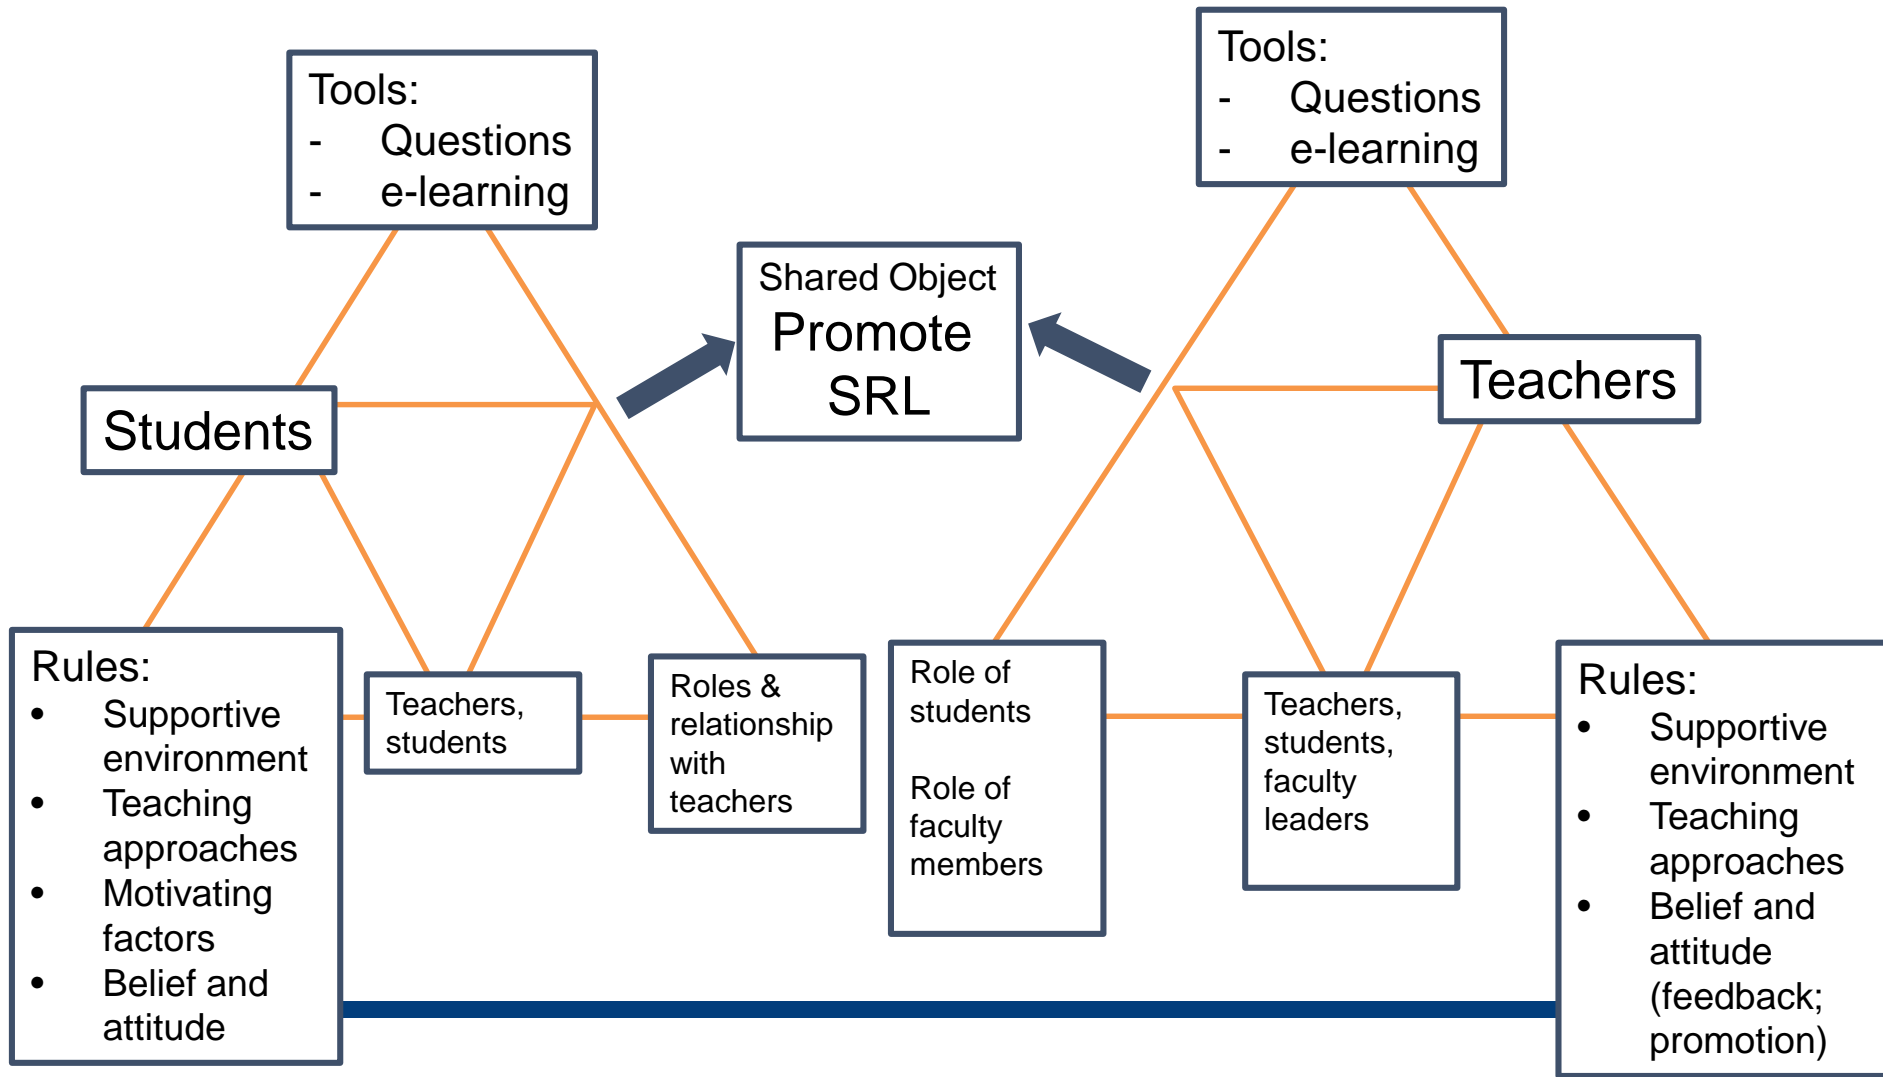 Tools:
- Questions
- e-learning
Tools:
- Questions
- e-learning
Shared Object
Promote
SRL
Students
Teachers
Rules:
• Supportive
environment
• Teaching
approaches
• Motivating
factors
• Belief and
attitude
Teachers,
students
Roles &
relationship
with
teachers
Role of
students
Role of
faculty
members
Teachers,
students,
faculty
leaders
Rules:
• Supportive
environment
• Teaching
approaches
• Belief and
attitude
(feedback;
promotion)